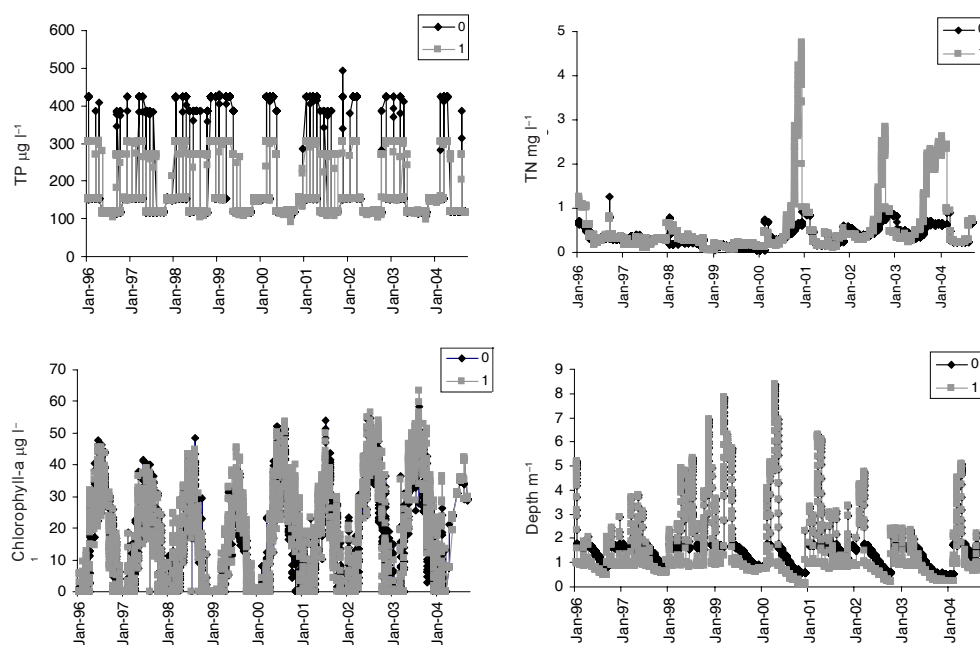 600
500
400
300
200
100
0
TP µg l⁻¹
Jan-96
Jan-97
Jan-98
Jan-99
Jan-00
Jan-01
Jan-02
Jan-03
Jan-04
0
1
5
4
3
2
1
0
TN mg l⁻¹
Jan-96
Jan-97
Jan-98
Jan-99
Jan-00
Jan-01
Jan-02
Jan-03
Jan-04
0
1
70
60
50
40
30
20
10
0
Chlorophyll-a µg l⁻
1
Jan-96
Jan-97
Jan-98
Jan-99
Jan-00
Jan-01
Jan-02
Jan-03
Jan-04
0
1
9
8
7
6
5
4
3
2
1
0
Depth m⁻¹
Jan-96
Jan-97
Jan-98
Jan-99
Jan-00
Jan-01
Jan-02
Jan-03
Jan-04
0
1